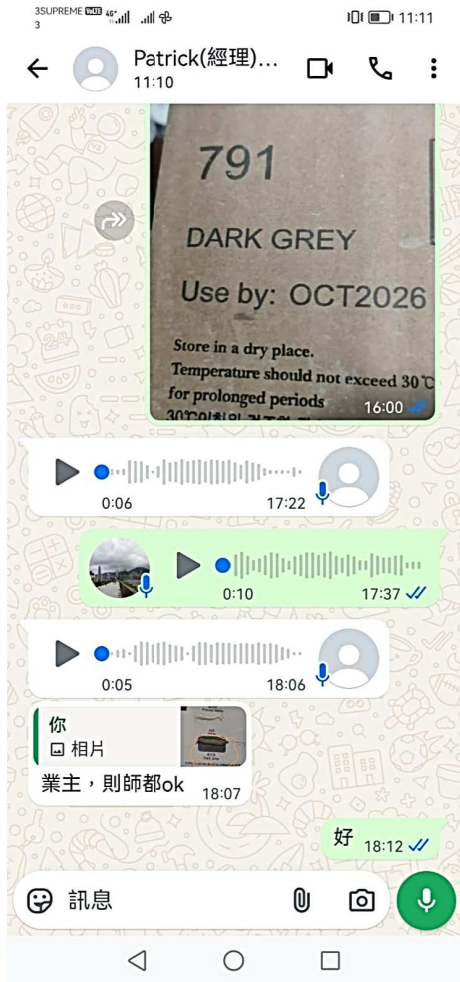 3SUPREME VoLTE 46+
3
11:11
Patrick(經理)...
11:10
791
DARK GREY
Use by: OCT2026
Store in a dry place.
Temperature should not exceed 30℃
for prolonged periods
16:00
0:06 17:22
0:10 17:37
0:05 18:06
你
相片
業主，則師都ok 18:07
好 18:12
訊息